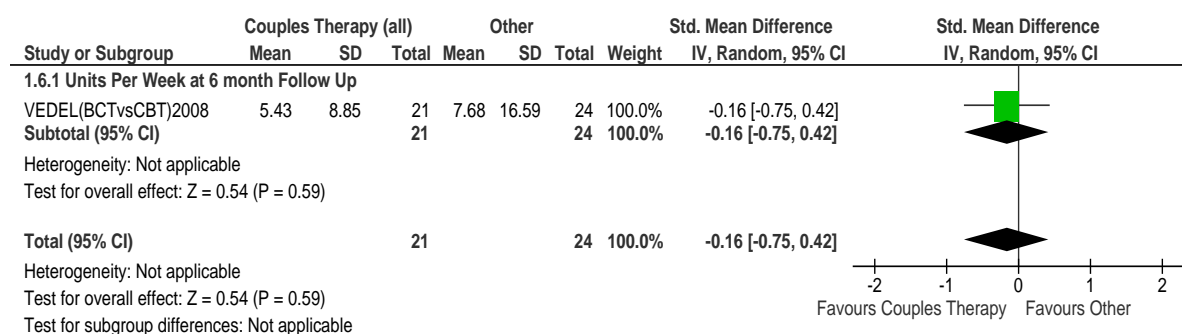 Couples Therapy (all) Other Std. Mean Difference Std. Mean Difference
Study or Subgroup Mean SD Total Mean SD Total Weight IV, Random, 95% CI IV, Random, 95% CI
1.6.1 Units Per Week at 6 month Follow Up
VEDEL(BCTvsCBT)2008 5.43 8.85 21 7.68 16.59 24 100.0% -0.16 [-0.75, 0.42]
Subtotal (95% CI) 21 24 100.0% -0.16 [-0.75, 0.42]
Heterogeneity: Not applicable
Test for overall effect: Z = 0.54 (P = 0.59)
Total (95% CI) 21 24 100.0% -0.16 [-0.75, 0.42]
Heterogeneity: Not applicable
-2 -1 0 1 2
Test for overall effect: Z = 0.54 (P = 0.59)
Favours Couples Therapy Favours Other
Test for subgroup differences: Not applicable